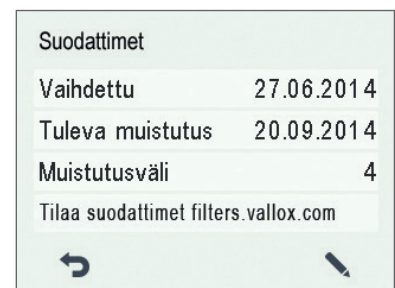 Suodattimet
Vaihdettu 27.06.2014
Tuleva muistutus 20.09.2014
Muistutusväli 4
Tilaa suodattimet filters.vallox.com